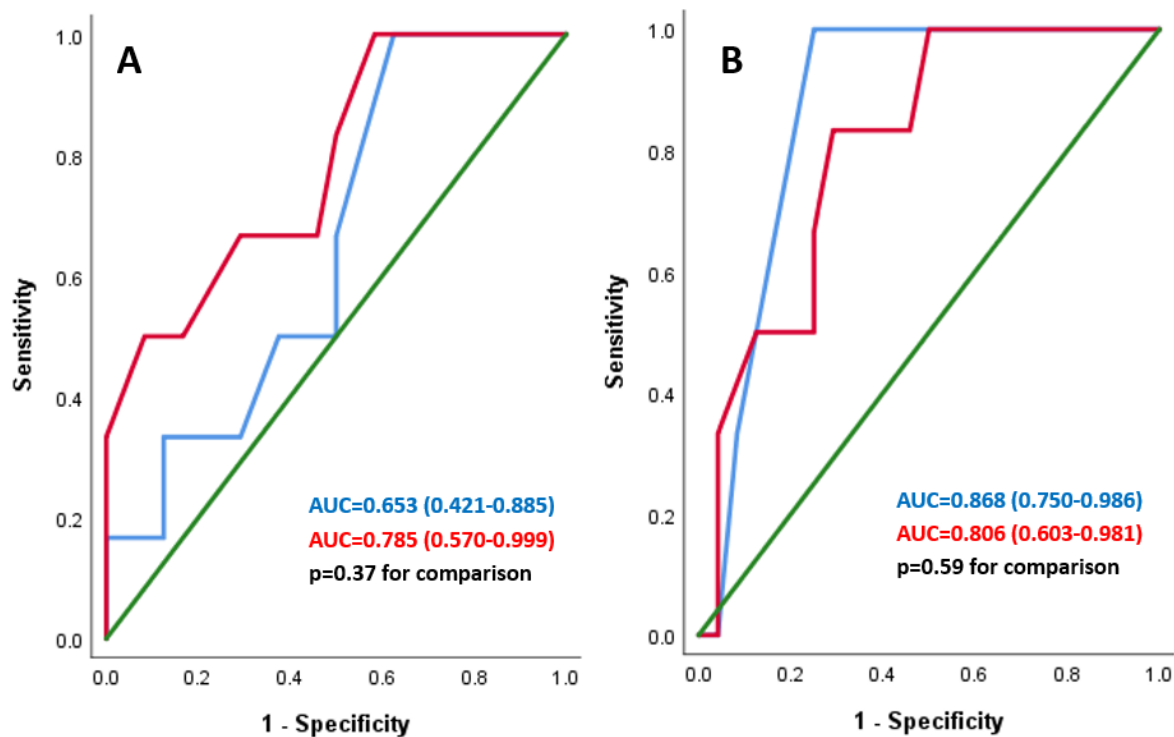 A
1.0
0.8
0.6
0.4
0.2
0.0
Sensitivity
AUC=0.653 (0.421-0.885)
AUC=0.785 (0.570-0.999)
p=0.37 for comparison
0.0 0.2 0.4 0.6 0.8 1.0
1 - Specificity
B
1.0
0.8
0.6
0.4
0.2
0.0
Sensitivity
AUC=0.868 (0.750-0.986)
AUC=0.806 (0.603-0.981)
p=0.59 for comparison
0.0 0.2 0.4 0.6 0.8 1.0
1 - Specificity